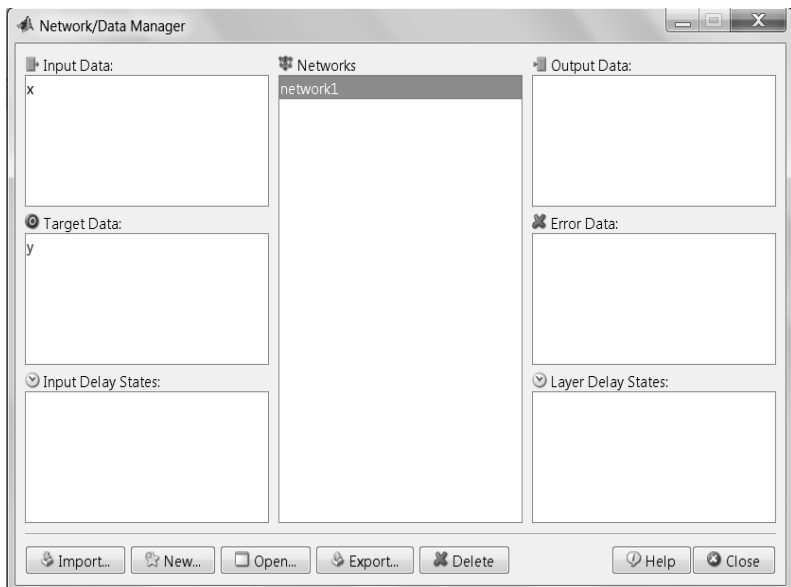 Network/Data Manager
Input Data:
x
Networks
network1
Output Data:
Target Data:
y
Error Data:
Input Delay States:
Layer Delay States:
Import...
New...
Open...
Export...
Delete
Help
Close